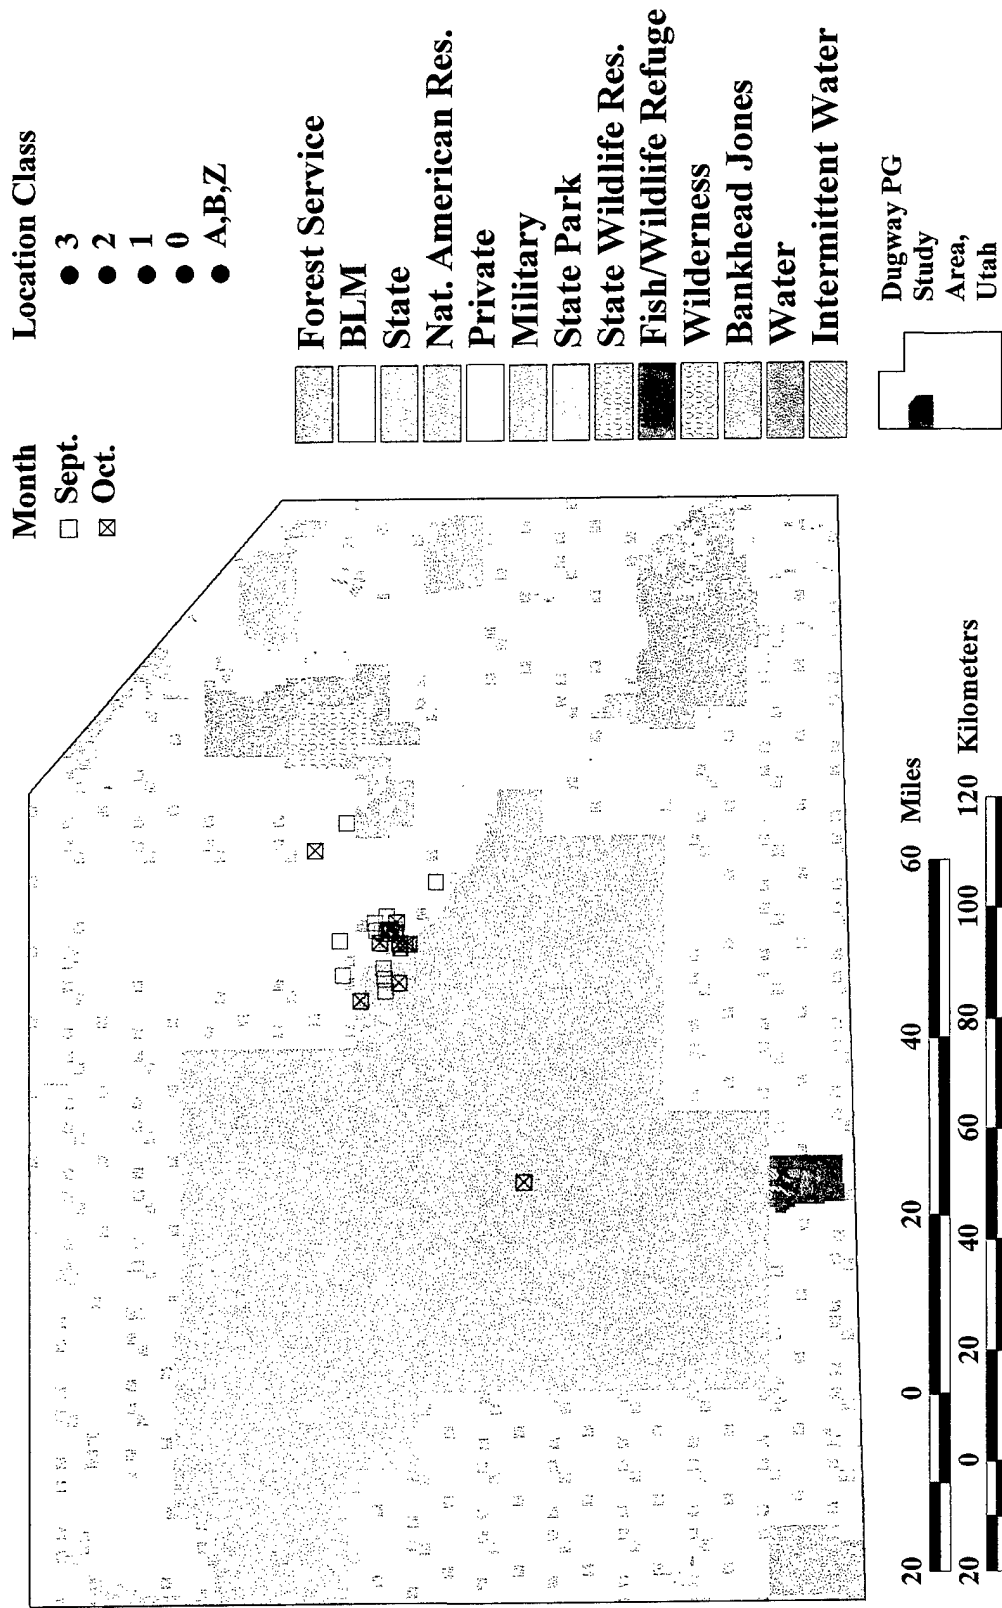 Month
Sept.
Oct.
Location Class
3
2
1
0
A,B,Z
Forest Service
BLM
State
Nat. American Res.
Private
Military
State Park
State Wildlife Res.
Fish/Wildlife Refuge
Wilderness
Bankhead Jones
Water
Intermittent Water
Dugway PG
Study
Area,
Utah
20 0 20 40 60 Miles
20 0 20 40 60 80 100 120 Kilometers